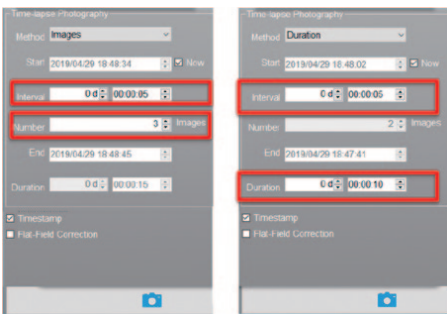 Time-lapse Photography
Method Images
Start 2019/04/29 18:48:34 Now
Interval 0 d 00:00:05
Number 3 Images
End 2019/04/29 18:48:45
Duration 0 d 00:00:15
Timestamp
Flat-Field Correction
Time-lapse Photography
Method Duration
Start 2019/04/29 18:48:02 Now
Interval 0 d 00:00:05
Number 2 Images
End 2019/04/29 18:47:41
Duration 0 d 00:00:10
Timestamp
Flat-Field Correction